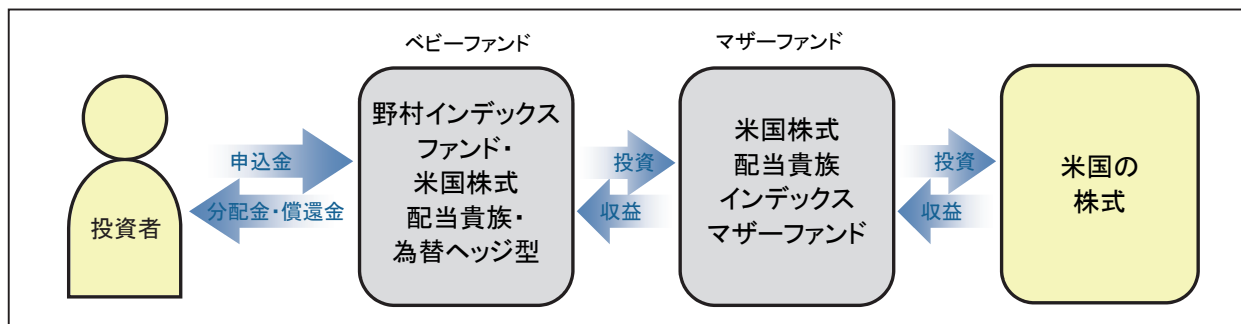 ベビーファンド
マザーファンド
投資者
申込金
分配金・償還金
野村インデックス
ファンド・
米国株式
配当貴族・
為替ヘッジ型
投資
収益
米国株式
配当貴族
インデックス
マザーファンド
投資
収益
米国の
株式